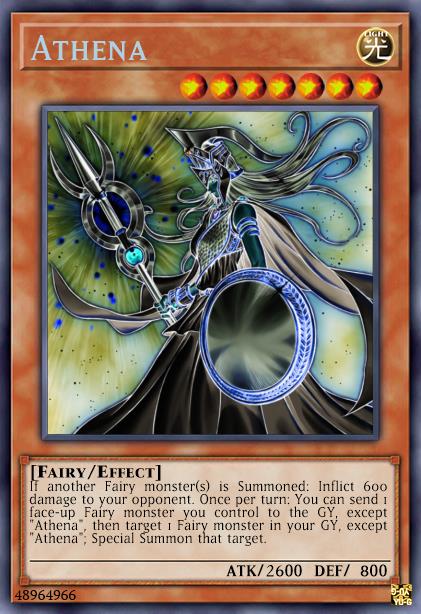 ATHENA
LIGHT
光
[FAIRY/EFFECT]
If another Fairy monster(s) is Summoned: Inflict 600
damage to your opponent. Once per turn: You can send 1
face-up Fairy monster you control to the GY, except
"Athena", then target 1 Fairy monster in your GY, except
"Athena"; Special Summon that target.
ATK/2600 DEF/ 800
48964966